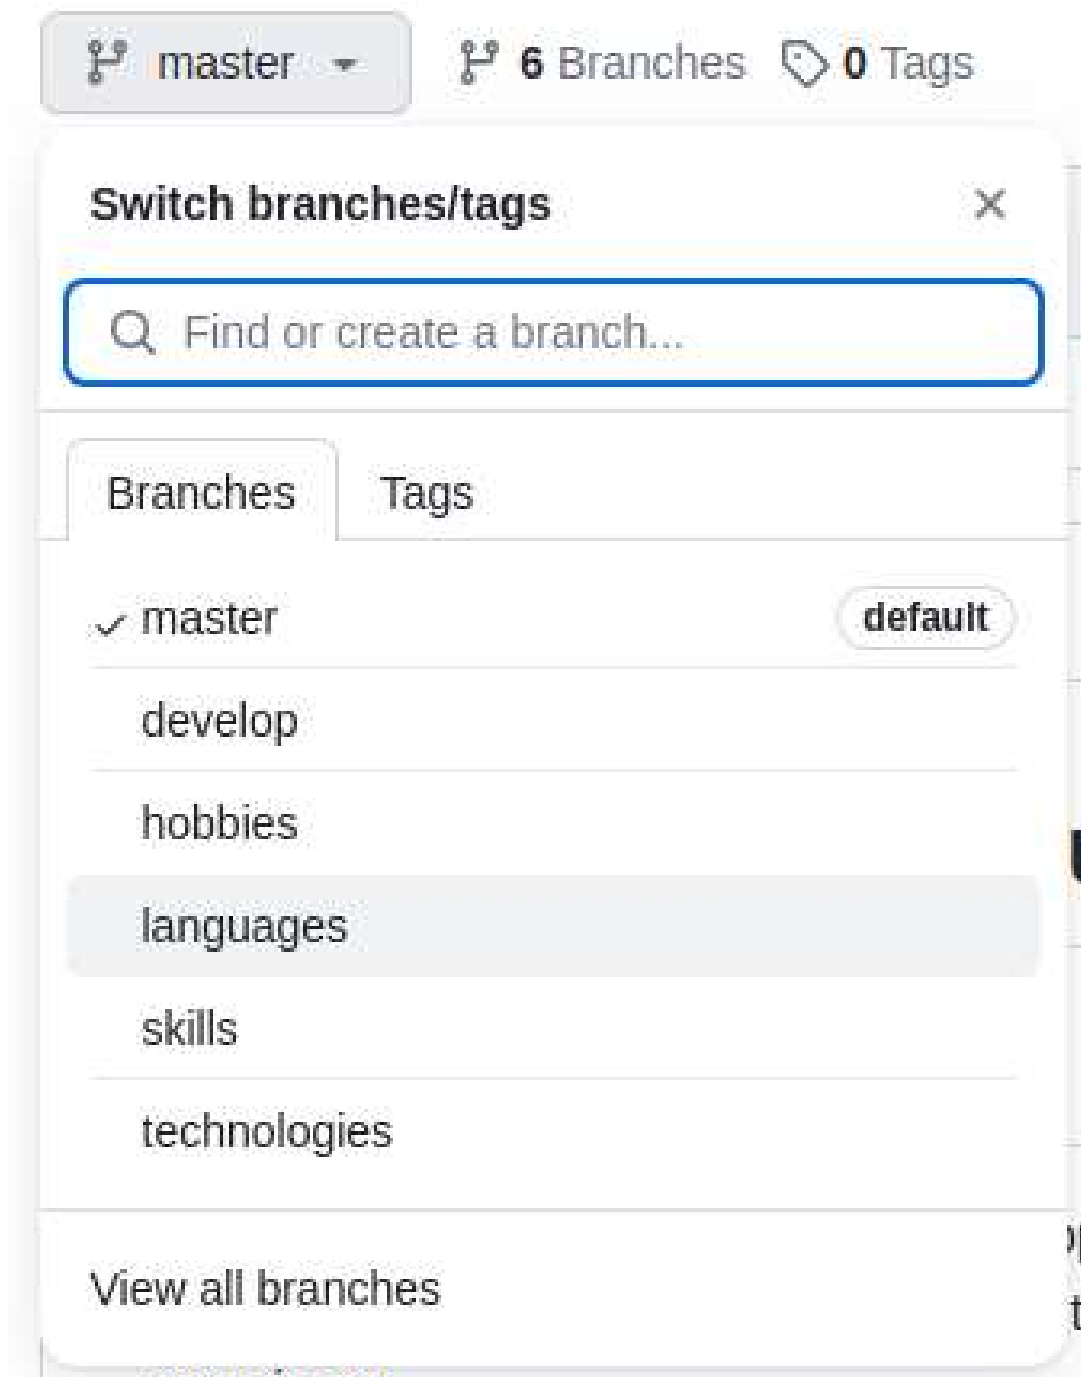 master 6 Branches 0 Tags
Switch branches/tags
Find or create a branch...
Branches Tags
master default
develop
hobbies
languages
skills
technologies
View all branches